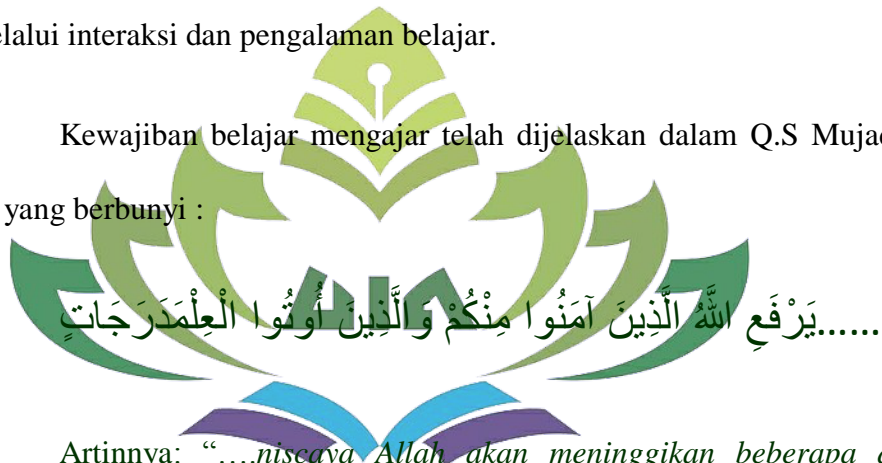 elalui interaksi dan pengalaman belajar.
Kewajiban belajar mengajar telah dijelaskan dalam Q.S
yang berbunyi :
......يَرْفَعِ اللَّهُ الَّذِينَ آمَنُوا مِنْكُمْ وَالَّذِينَ أُوتُوا الْعِلْمَدَرَجَاتٍ
Artinnya: “….niscaya Allah akan meninggikan beberapa